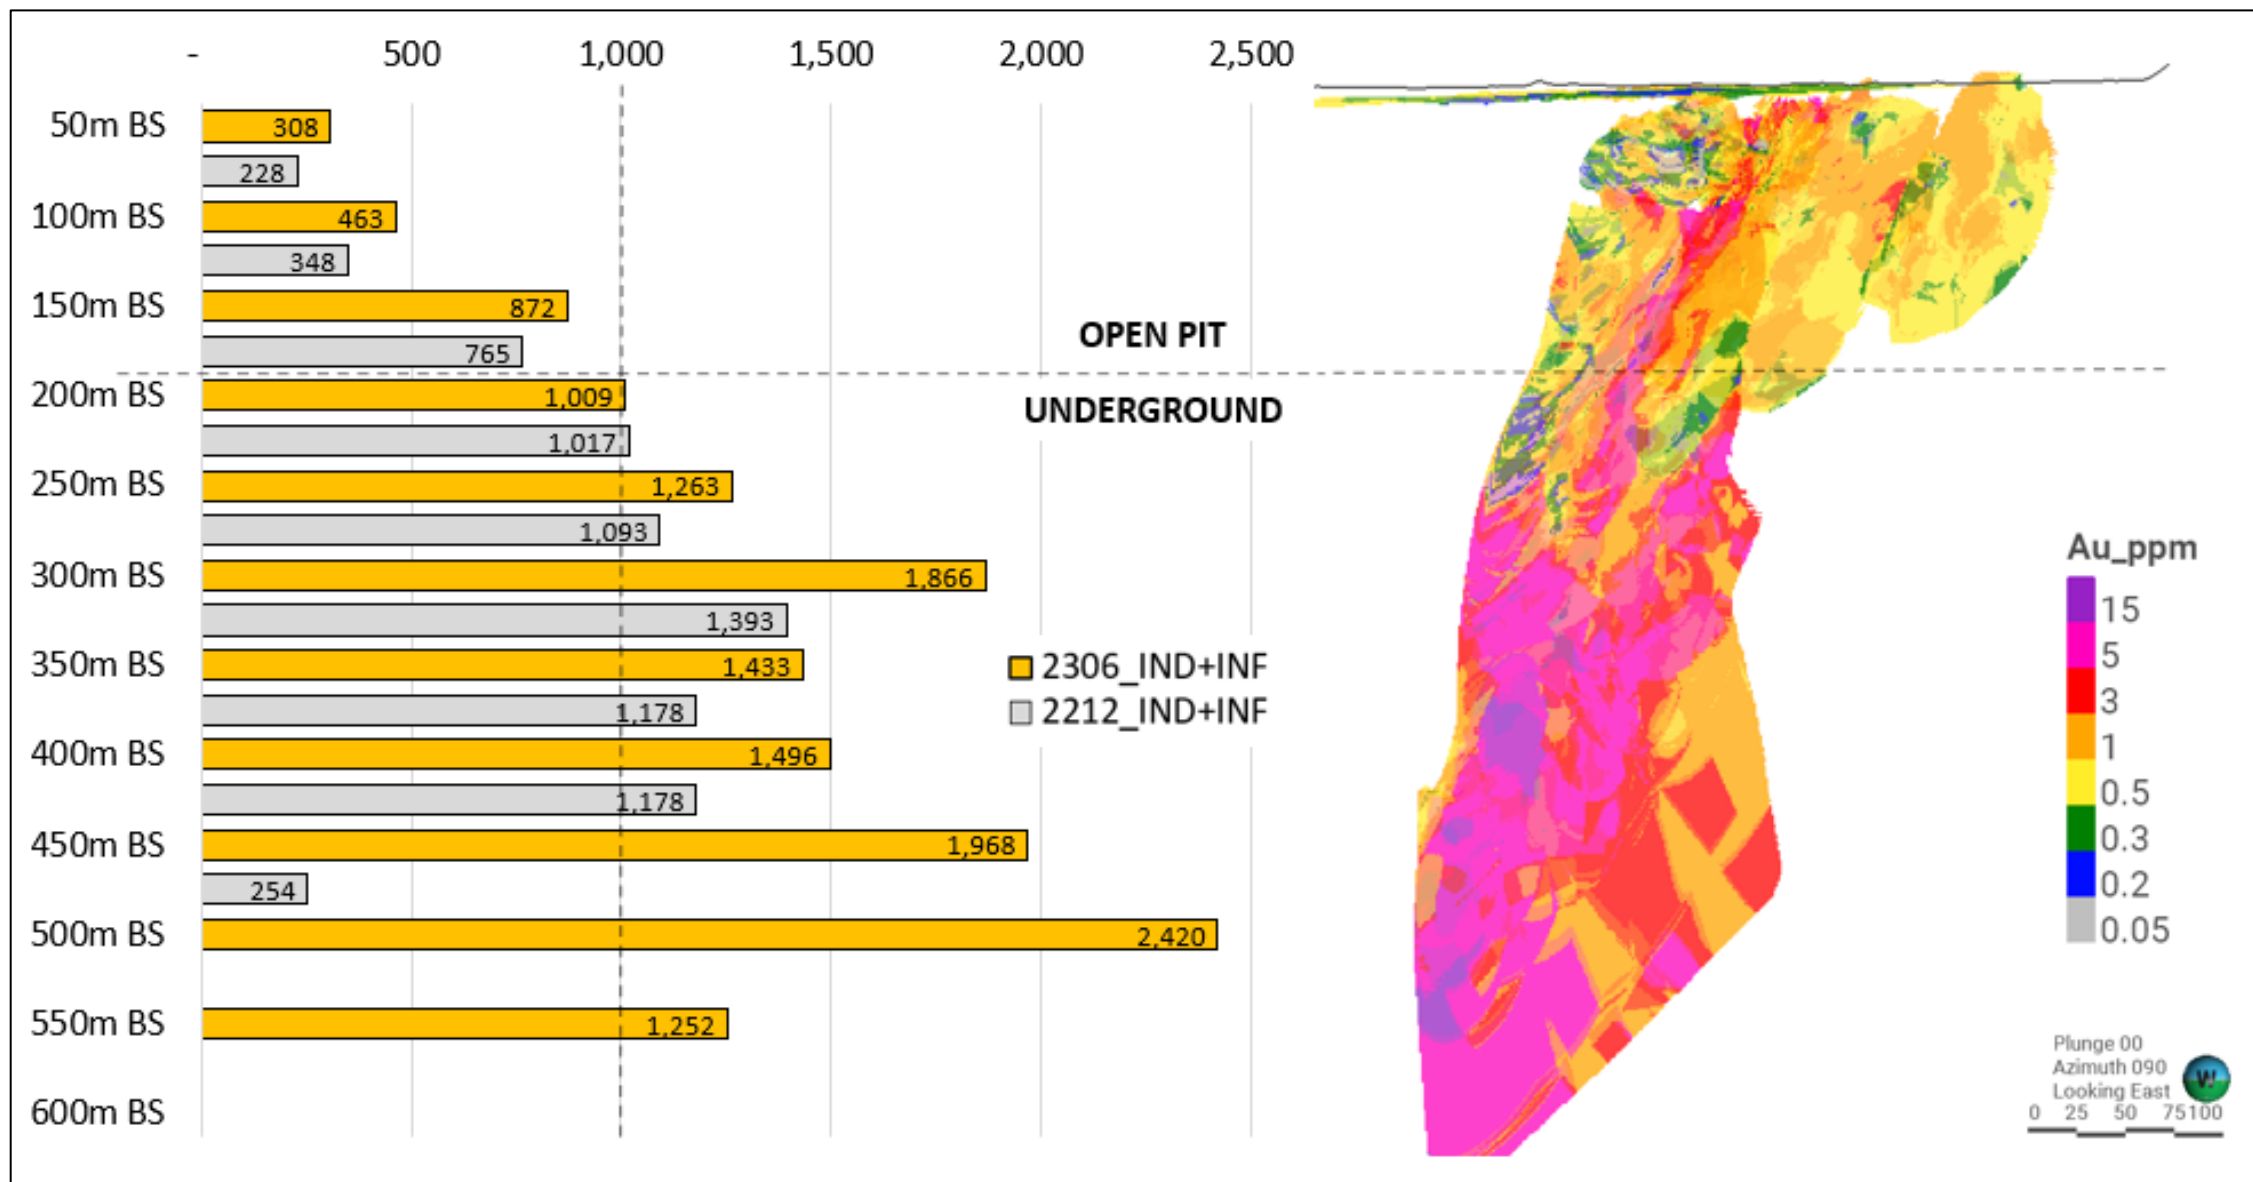 - 500 1,000 1,500 2,000 2,500
50m BS 308
228
100m BS 463
348
150m BS 872
765
OPEN PIT
200m BS 1,009
UNDERGROUND
1,017
250m BS 1,263
1,093
300m BS 1,866
1,393
350m BS 1,433
1,178
400m BS 1,496
1,178
450m BS 1,968
254
500m BS 2,420
550m BS 1,252
600m BS
2306_IND+INF
2212_IND+INF
Au_ppm
15
5
3
1
0.5
0.3
0.2
0.05
Plunge 00
Azimuth 090
Looking East
W
0 25 50 75 100